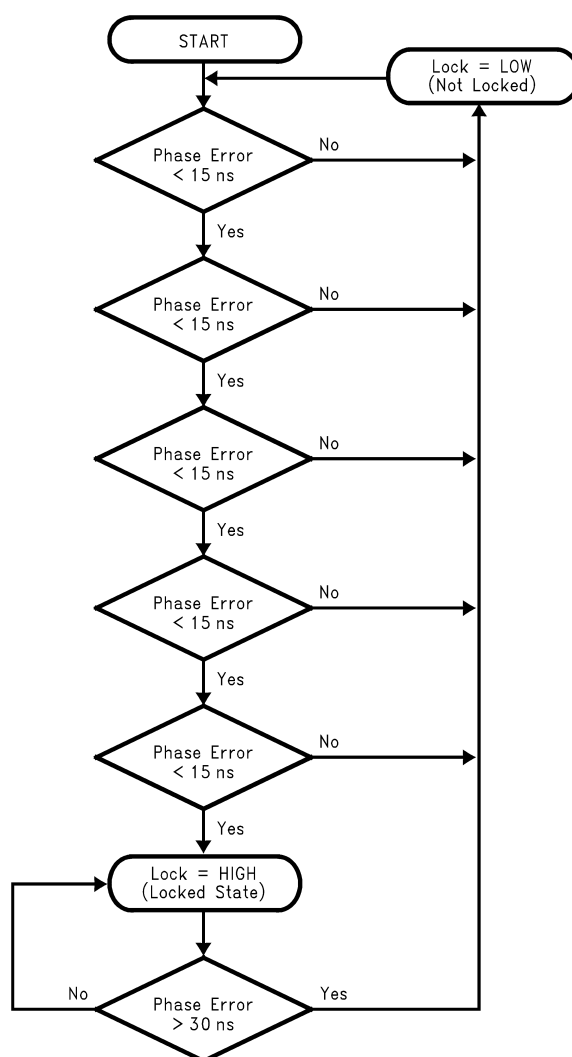 START
Lock = LOW
(Not Locked)
No
Phase Error
< 15 ns
Yes
No
Phase Error
< 15 ns
Yes
No
Phase Error
< 15 ns
Yes
No
Phase Error
< 15 ns
Yes
No
Phase Error
< 15 ns
Yes
Lock = HIGH
(Locked State)
No
Yes
Phase Error
> 30 ns